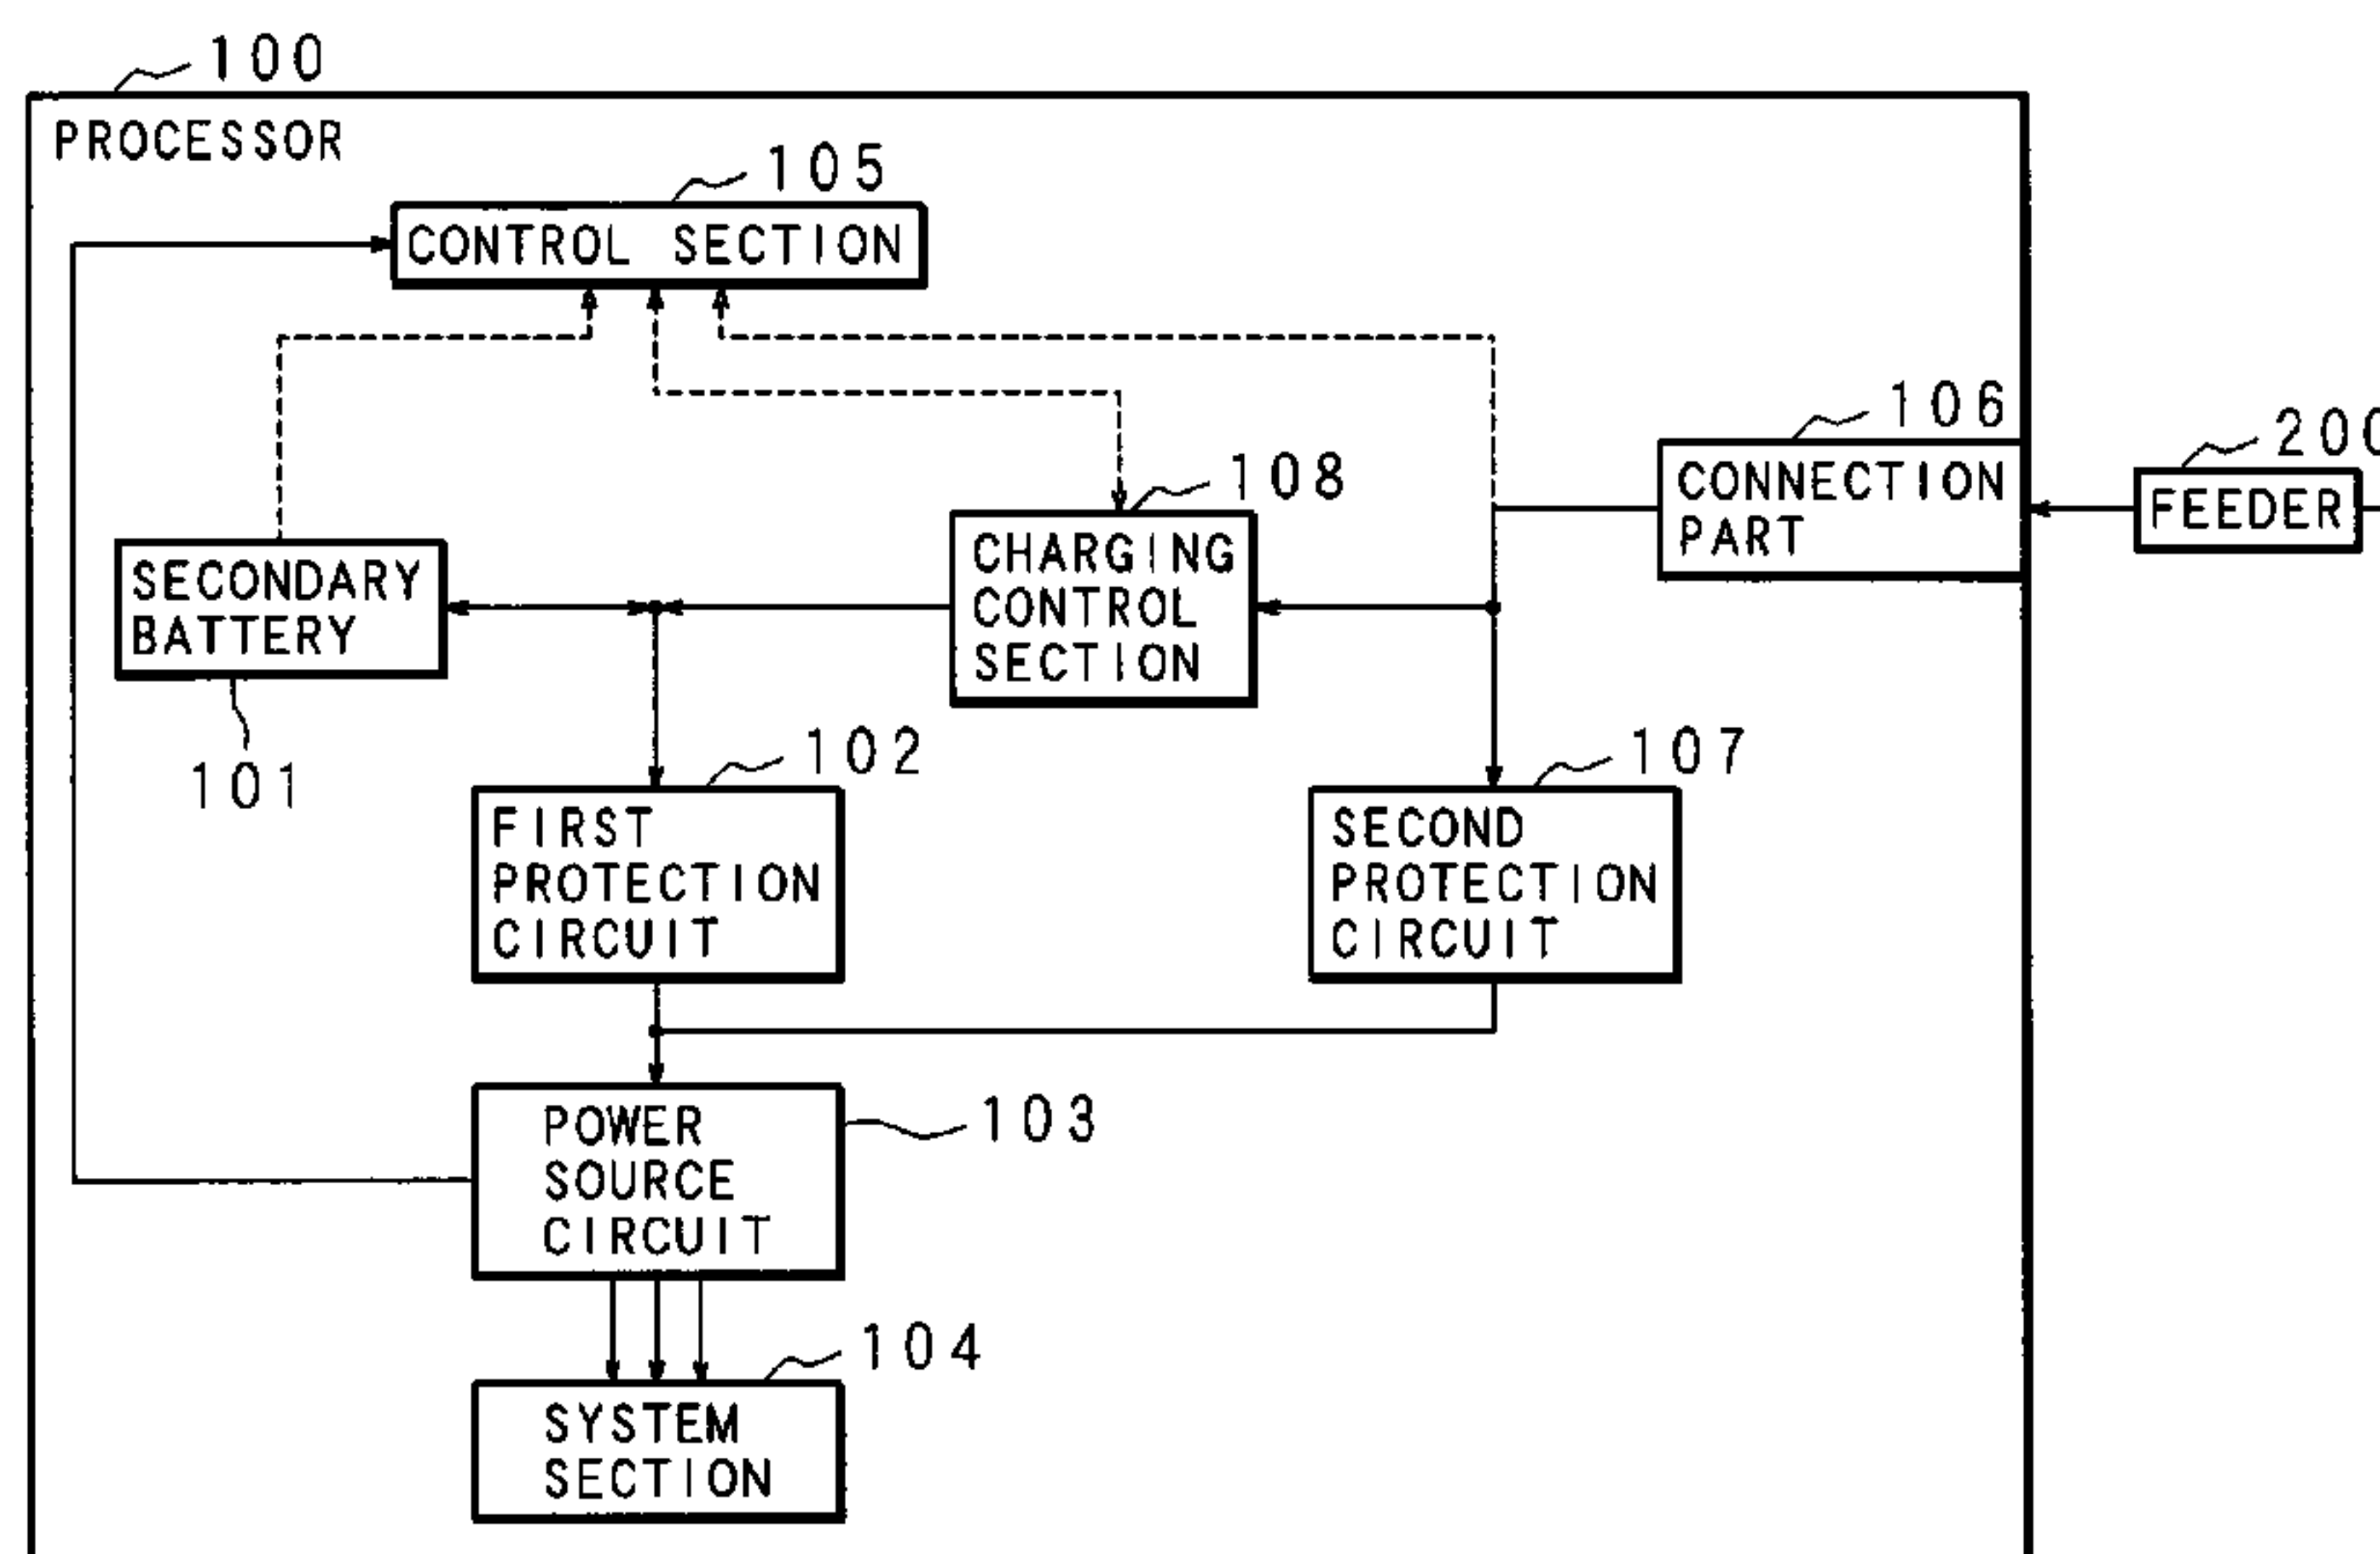 100
PROCESSOR
105
CONTROL SECTION
106
200
CONNECTION
PART
FEEDER
108
CHARGING
CONTROL
SECTION
SECONDARY
BATTERY
101
102
107
FIRST
PROTECTION
CIRCUIT
SECOND
PROTECTION
CIRCUIT
103
POWER
SOURCE
CIRCUIT
104
SYSTEM
SECTION